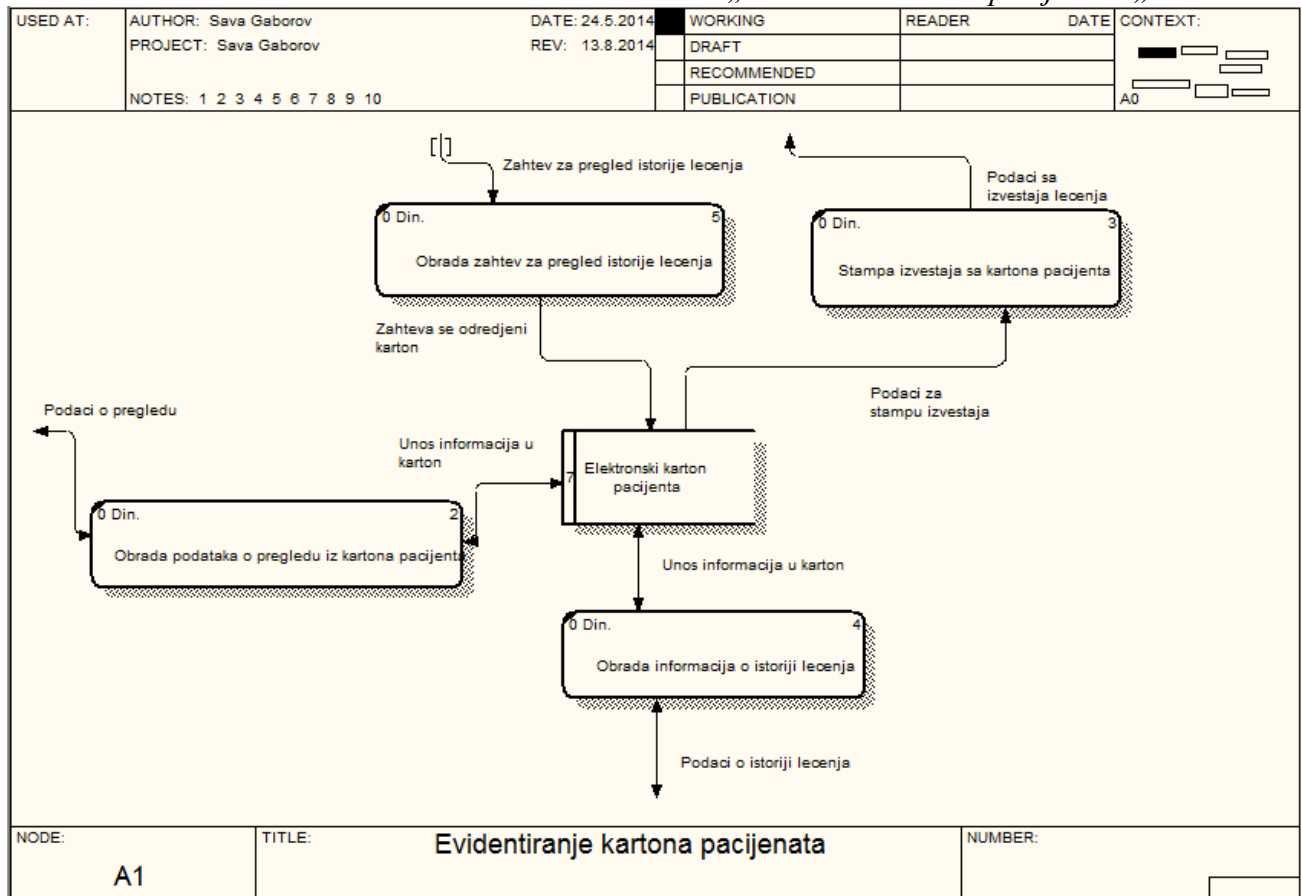 USED AT:
AUTHOR: Sava Gaborov
DATE: 24.5.2014
PROJECT: Sava Gaborov
REV: 13.8.2014
NOTES: 1 2 3 4 5 6 7 8 9 10
WORKING
DRAFT
RECOMMENDED
PUBLICATION
READER
DATE
CONTEXT:
A0
Zahtev za pregled istorije lecenja
Podaci sa
izvestaja lecenja
0 Din.
5
Obrada zahtev za pregled istorije lecenja
0 Din.
3
Stampa izvestaja sa kartona pacijenta
Zahteva se odredjeni
karton
Podaci za
stampu izvestaja
Podaci o pregledu
Unos informacija u
karton
7
Elektronski karton
pacijenta
0 Din.
2
Obrada podataka o pregledu iz kartona pacijenta
Unos informacija u karton
0 Din.
4
Obrada informacija o istoriji lecenja
Podaci o istoriji lecenja
NODE:
A1
TITLE:
Evidentiranje kartona pacijenata
NUMBER: